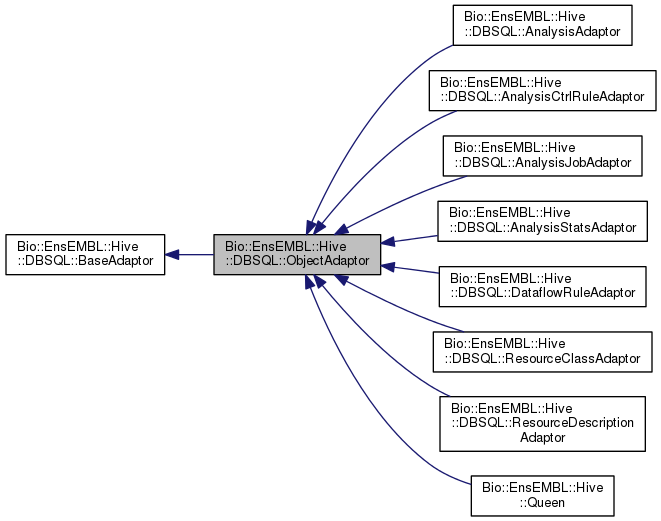 Bio::EnsEMBL::Hive
::DBSQL::AnalysisAdaptor
Bio::EnsEMBL::Hive
::DBSQL::AnalysisCtrlRuleAdaptor
Bio::EnsEMBL::Hive
::DBSQL::AnalysisJobAdaptor
Bio::EnsEMBL::Hive
::DBSQL::AnalysisStatsAdaptor
Bio::EnsEMBL::Hive
::DBSQL::BaseAdaptor
Bio::EnsEMBL::Hive
::DBSQL::ObjectAdaptor
Bio::EnsEMBL::Hive
::DBSQL::DataflowRuleAdaptor
Bio::EnsEMBL::Hive
::DBSQL::ResourceClassAdaptor
Bio::EnsEMBL::Hive
::DBSQL::ResourceDescription
Adaptor
Bio::EnsEMBL::Hive
::Queen